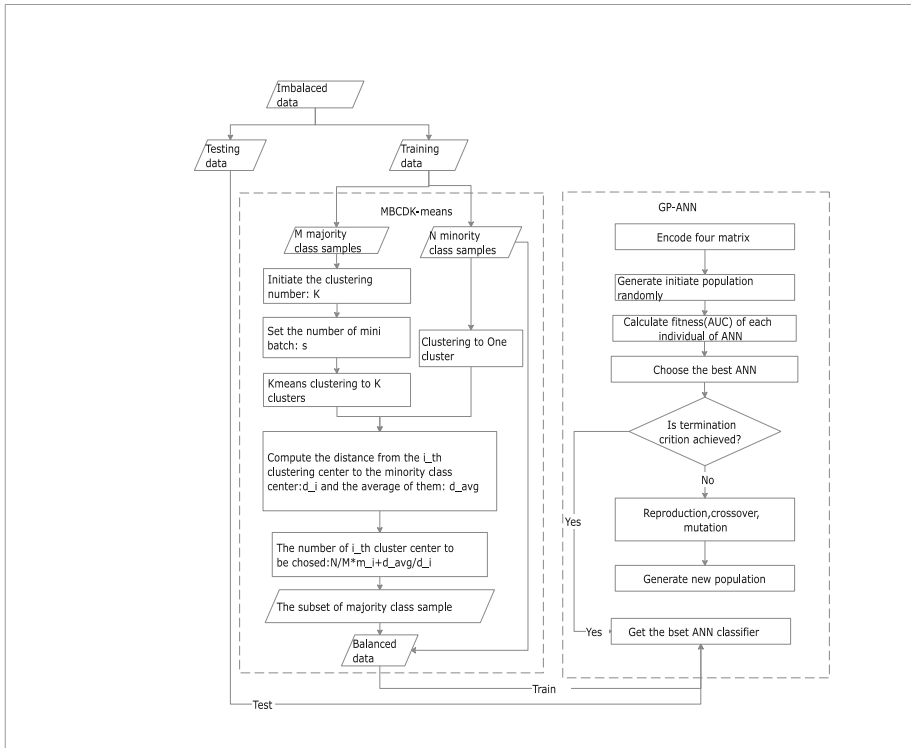 Imbalaced
data
Testing
data
Training
data
MBCDK-means
M majority
class samples
N minority
class samples
Initiate the clustering
number: K
Set the number of mini
batch: s
Clustering to One
cluster
Kmeans clustering to K
clusters
Compute the distance from the i_th
clustering center to the minority class
center:d_i and the average of them: d_avg
The number of i_th cluster center to
be chosed:N/M*m_i+d_avg/d_i
The subset of majority class sample
Balanced
data
Train
Test
GP-ANN
Encode four matrix
Generate initiate population
randomly
Calculate fitness(AUC) of each
individual of ANN
Choose the best ANN
Is termination
crition achieved?
No
Yes
Reproduction,crossover,
mutation
Generate new population
Yes
Get the bset ANN classifier